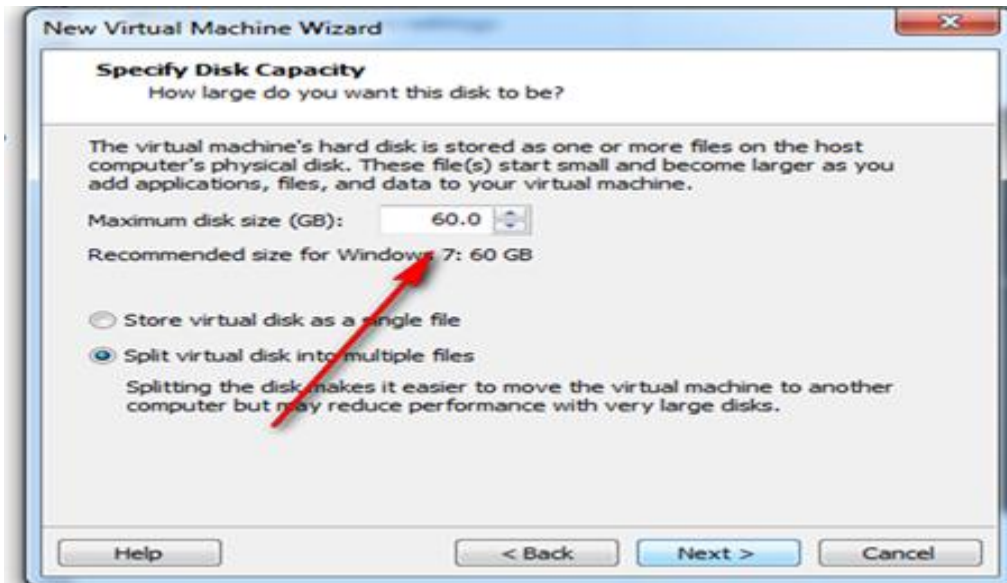 New Virtual Machine Wizard
Specify Disk Capacity
How large do you want this disk to be?
The virtual machine's hard disk is stored as one or more files on the host
computer's physical disk. These file(s) start small and become larger as you
add applications, files, and data to your virtual machine.
Maximum disk size (GB): 60.0
Recommended size for Windows 7: 60 GB
Store virtual disk as a single file
Split virtual disk into multiple files
Splitting the disk makes it easier to move the virtual machine to another
computer but may reduce performance with very large disks.
Help < Back Next > Cancel